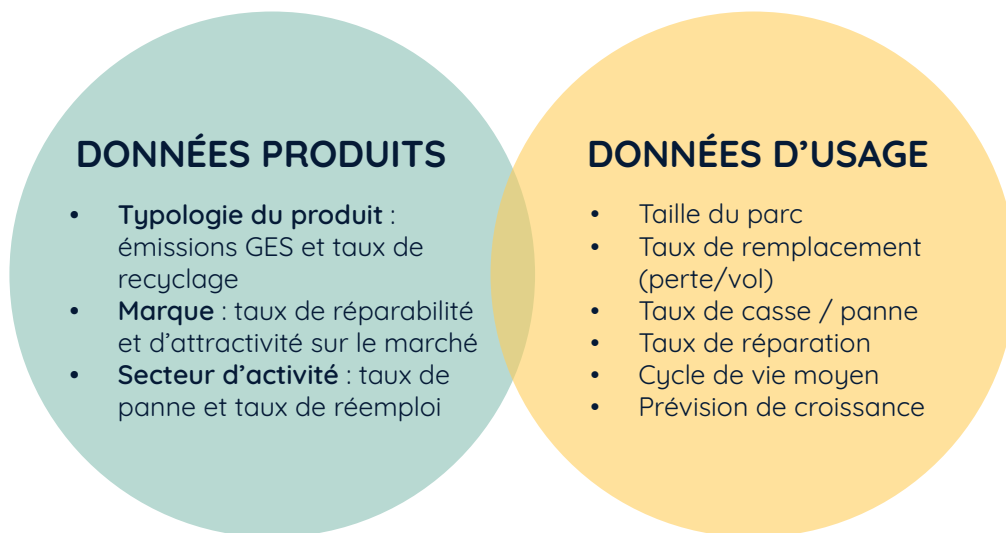 DONNÉES PRODUITS
• Typologie du produit :
émissions GES et taux de
recyclage
• Marque : taux de réparabilité
et d'attractivité sur le marché
• Secteur d'activité : taux de
panne et taux de réemploi
DONNÉES D'USAGE
• Taille du parc
• Taux de remplacement
(perte/vol)
• Taux de casse / panne
• Taux de réparation
• Cycle de vie moyen
• Prévision de croissance